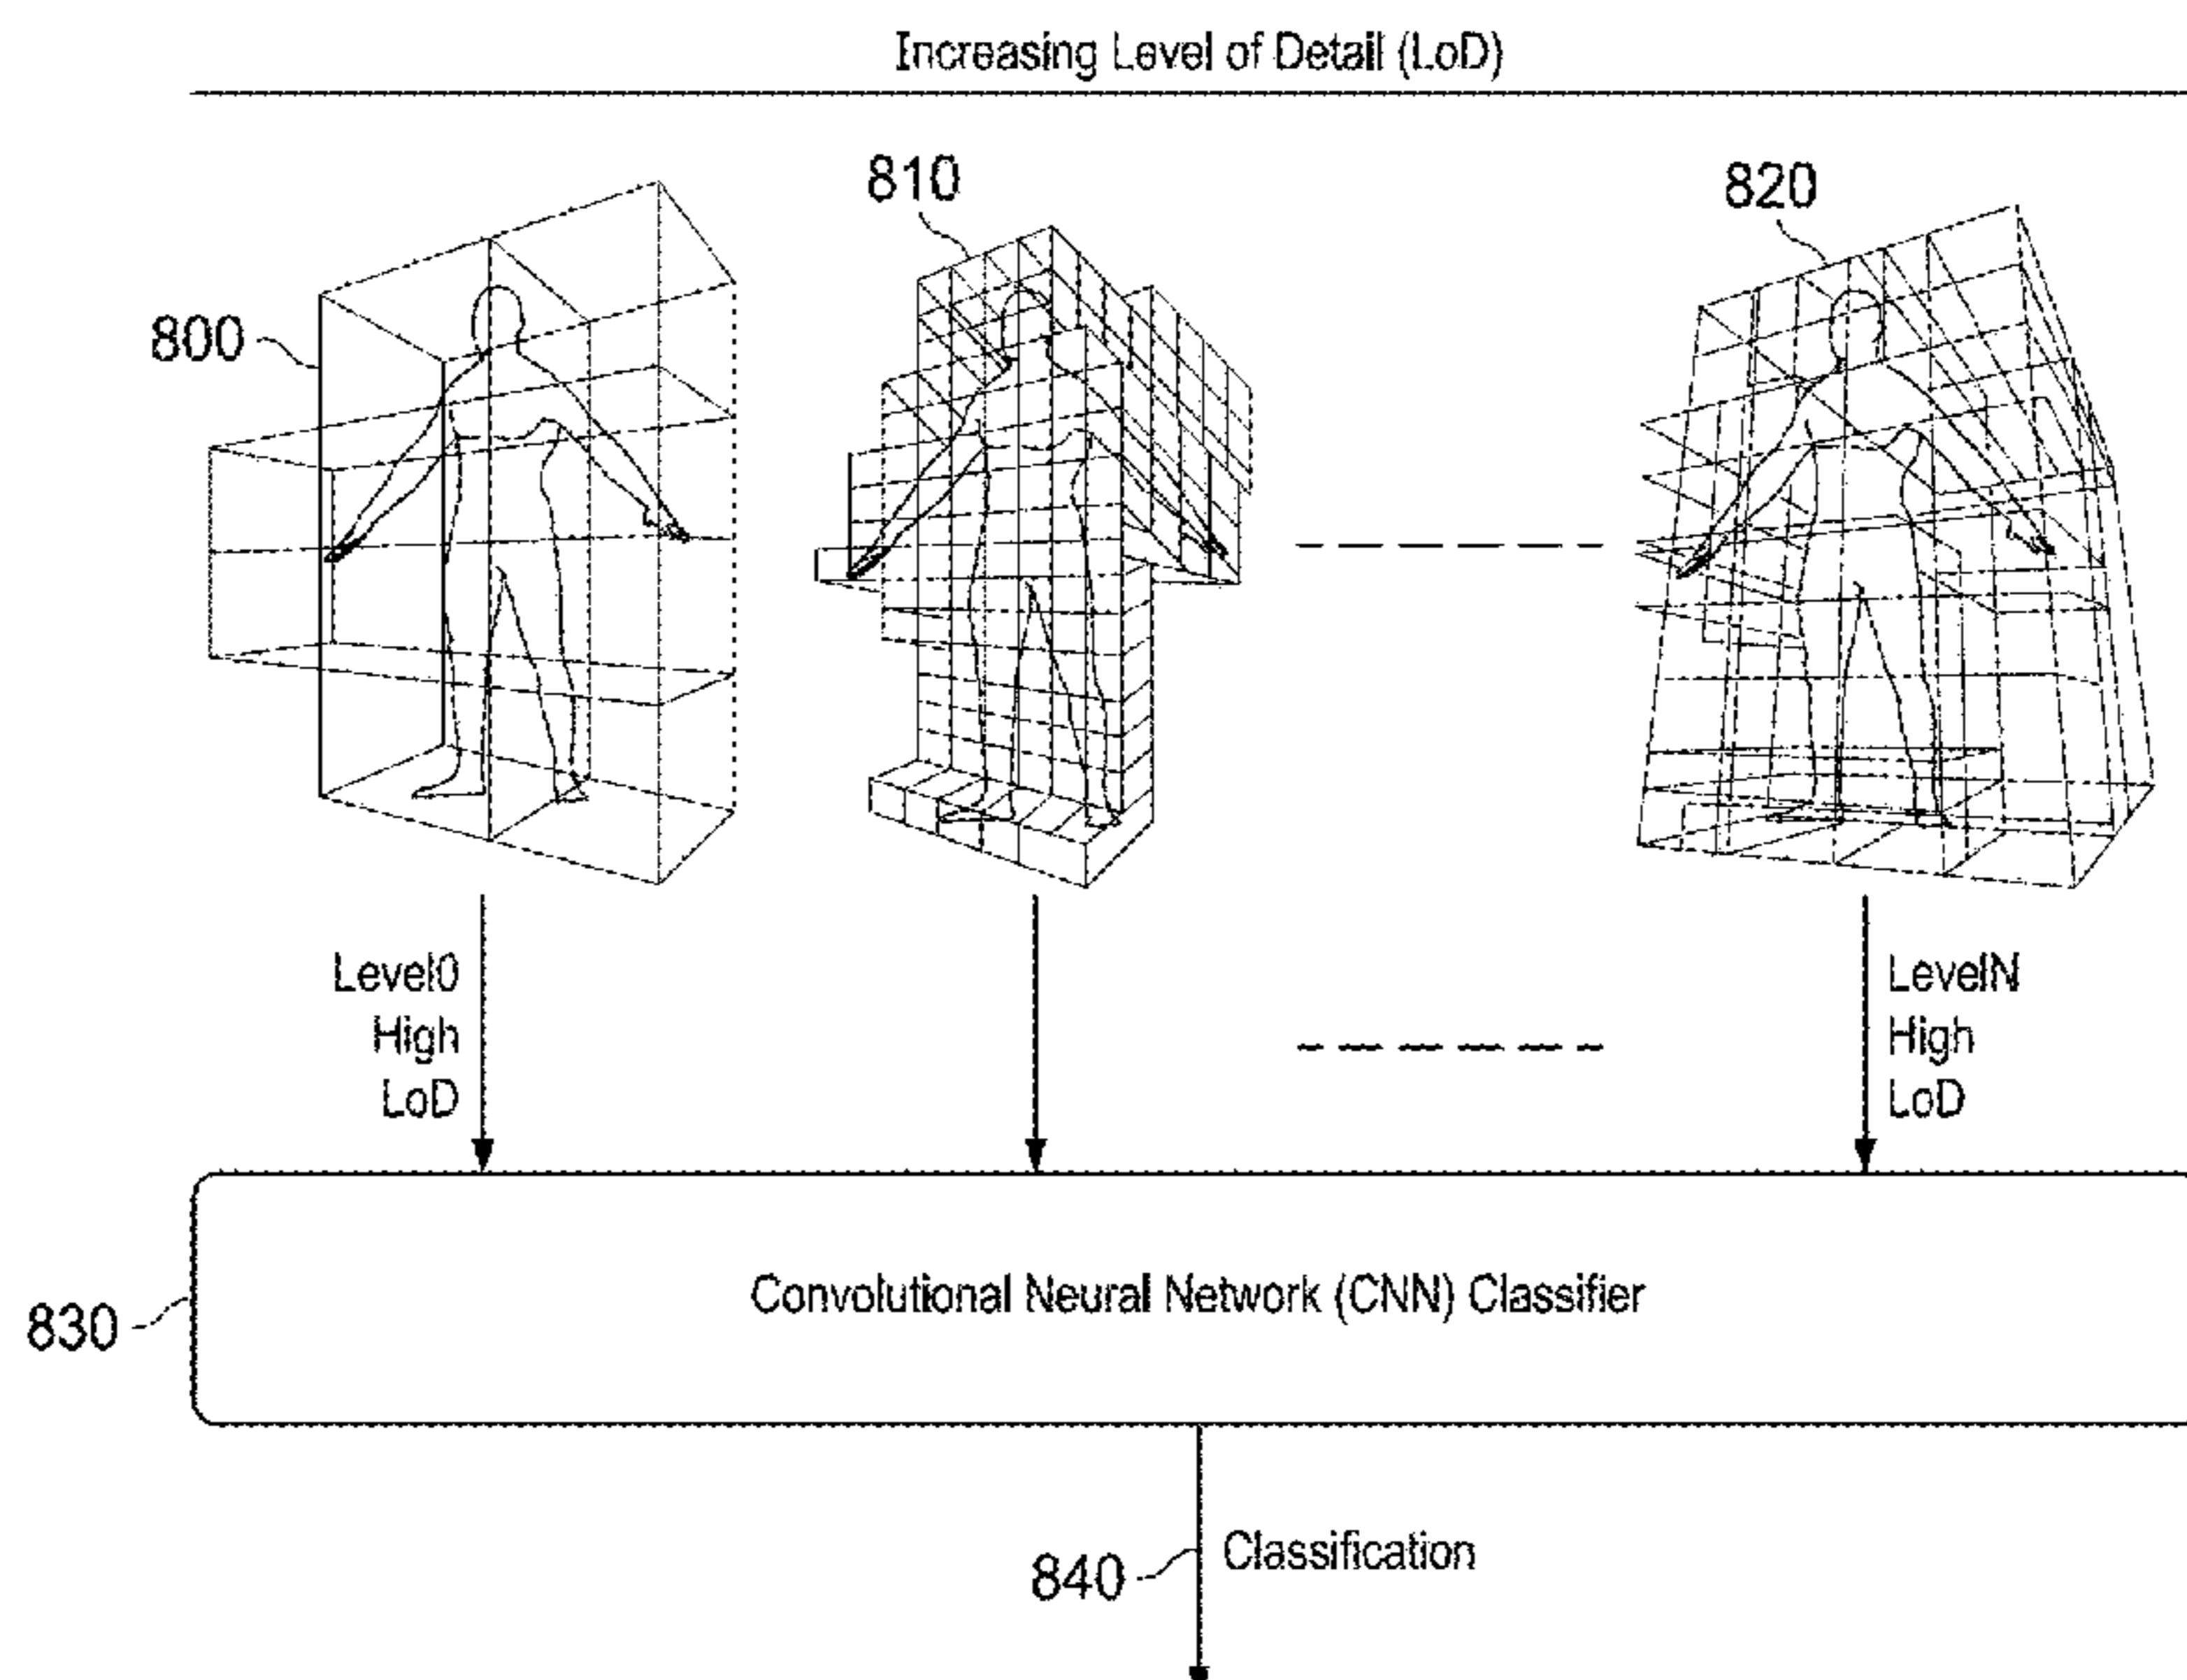 Increasing Level of Detail (LoD)
810
820
800
Level0
High
LoD
LevelN
High
LoD
Convolutional Neural Network (CNN) Classifier
830
840
Classification